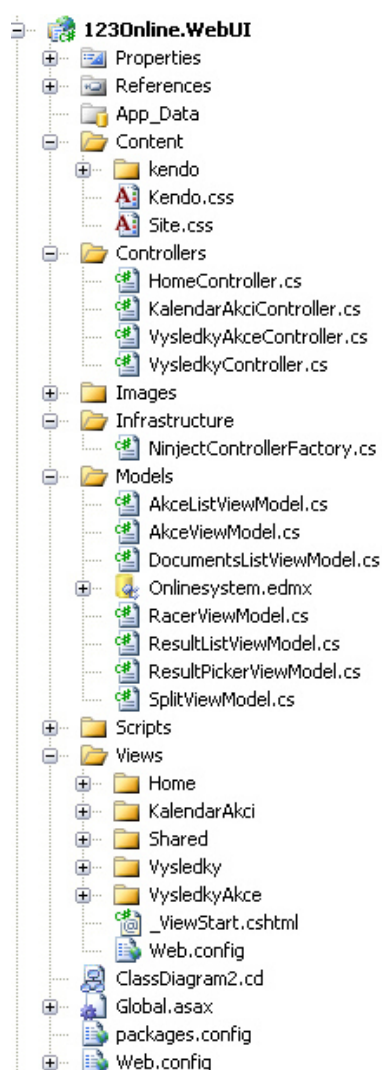 123Online.WebUI
Properties
References
App_Data
Content
kendo
Kendo.css
Site.css
Controllers
HomeController.cs
KalendarAkciController.cs
VysledkyAkceController.cs
VysledkyController.cs
Images
Infrastructure
NinjectControllerFactory.cs
Models
AkceListViewModel.cs
AkceViewModel.cs
DocumentsListViewModel.cs
Onlinesystem.edmx
RacerViewModel.cs
ResultListViewModel.cs
ResultPickerViewModel.cs
SplitViewModel.cs
Scripts
Views
Home
KalendarAkci
Shared
Vysledky
VysledkyAkce
_ViewStart.cshtml
Web.config
ClassDiagram2.cd
Global.asax
packages.config
Web.config